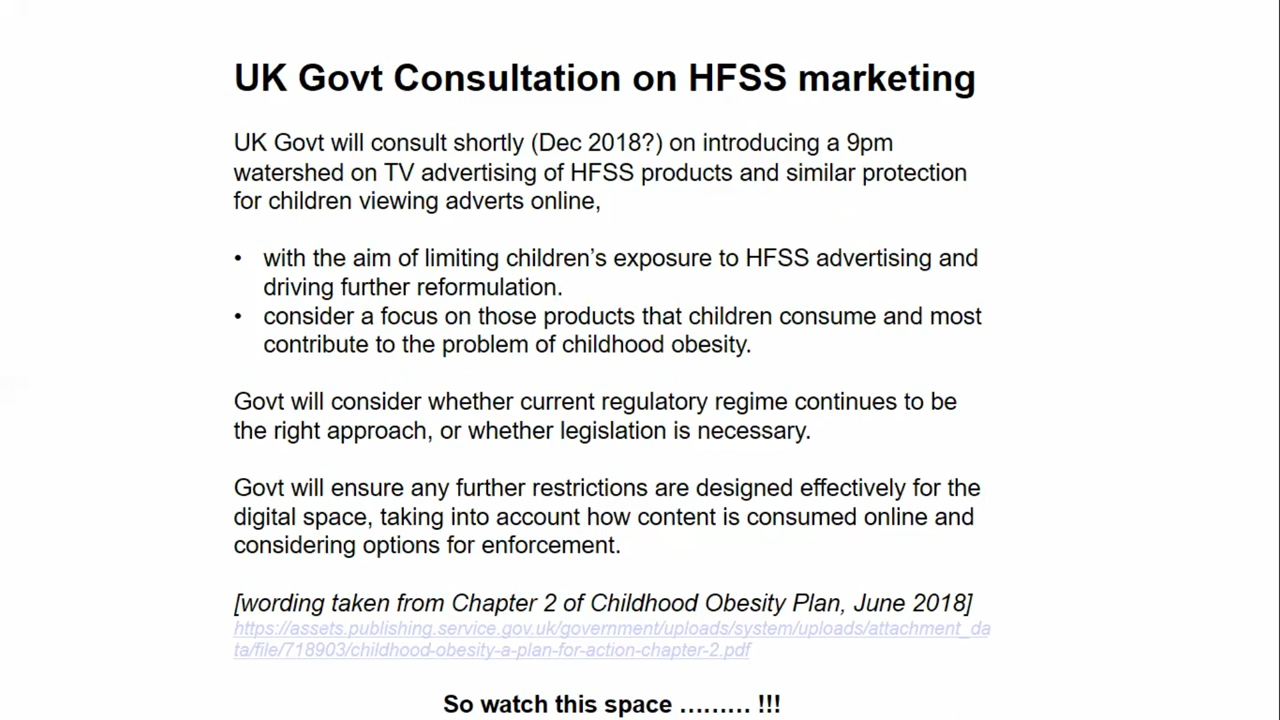 UK Govt Consultation on HFSS marketing
UK Govt will consult shortly (Dec 2018?) on introducing a 9pm
watershed on TV advertising of HFSS products and similar protection
for children viewing adverts online,
• with the aim of limiting children’s exposure to HFSS advertising and
driving further reformulation.
• consider a focus on those products that children consume and most
contribute to the problem of childhood obesity.
Govt will consider whether current regulatory regime continues to be
the right approach, or whether legislation is necessary.
Govt will ensure any further restrictions are designed effectively for the
digital space, taking into account how content is consumed online and
considering options for enforcement.
[wording taken from Chapter 2 of Childhood Obesity Plan, June 2018]
https://assets.publishing.service.gov.uk/government/uploads/system/uploads/attachment_da
ta/file/718903/childhood-obesity-a-plan-for-action-chapter-2.pdf
So watch this space ……… !!!